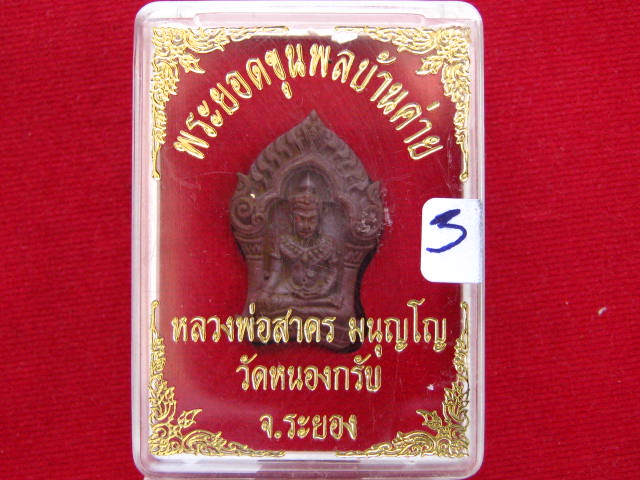 พระยอดขุนพลบ้านค่าย
3
หลวงพ่อสาคร มนุญโญ
วัดหนองกรับ
จ.ระยอง